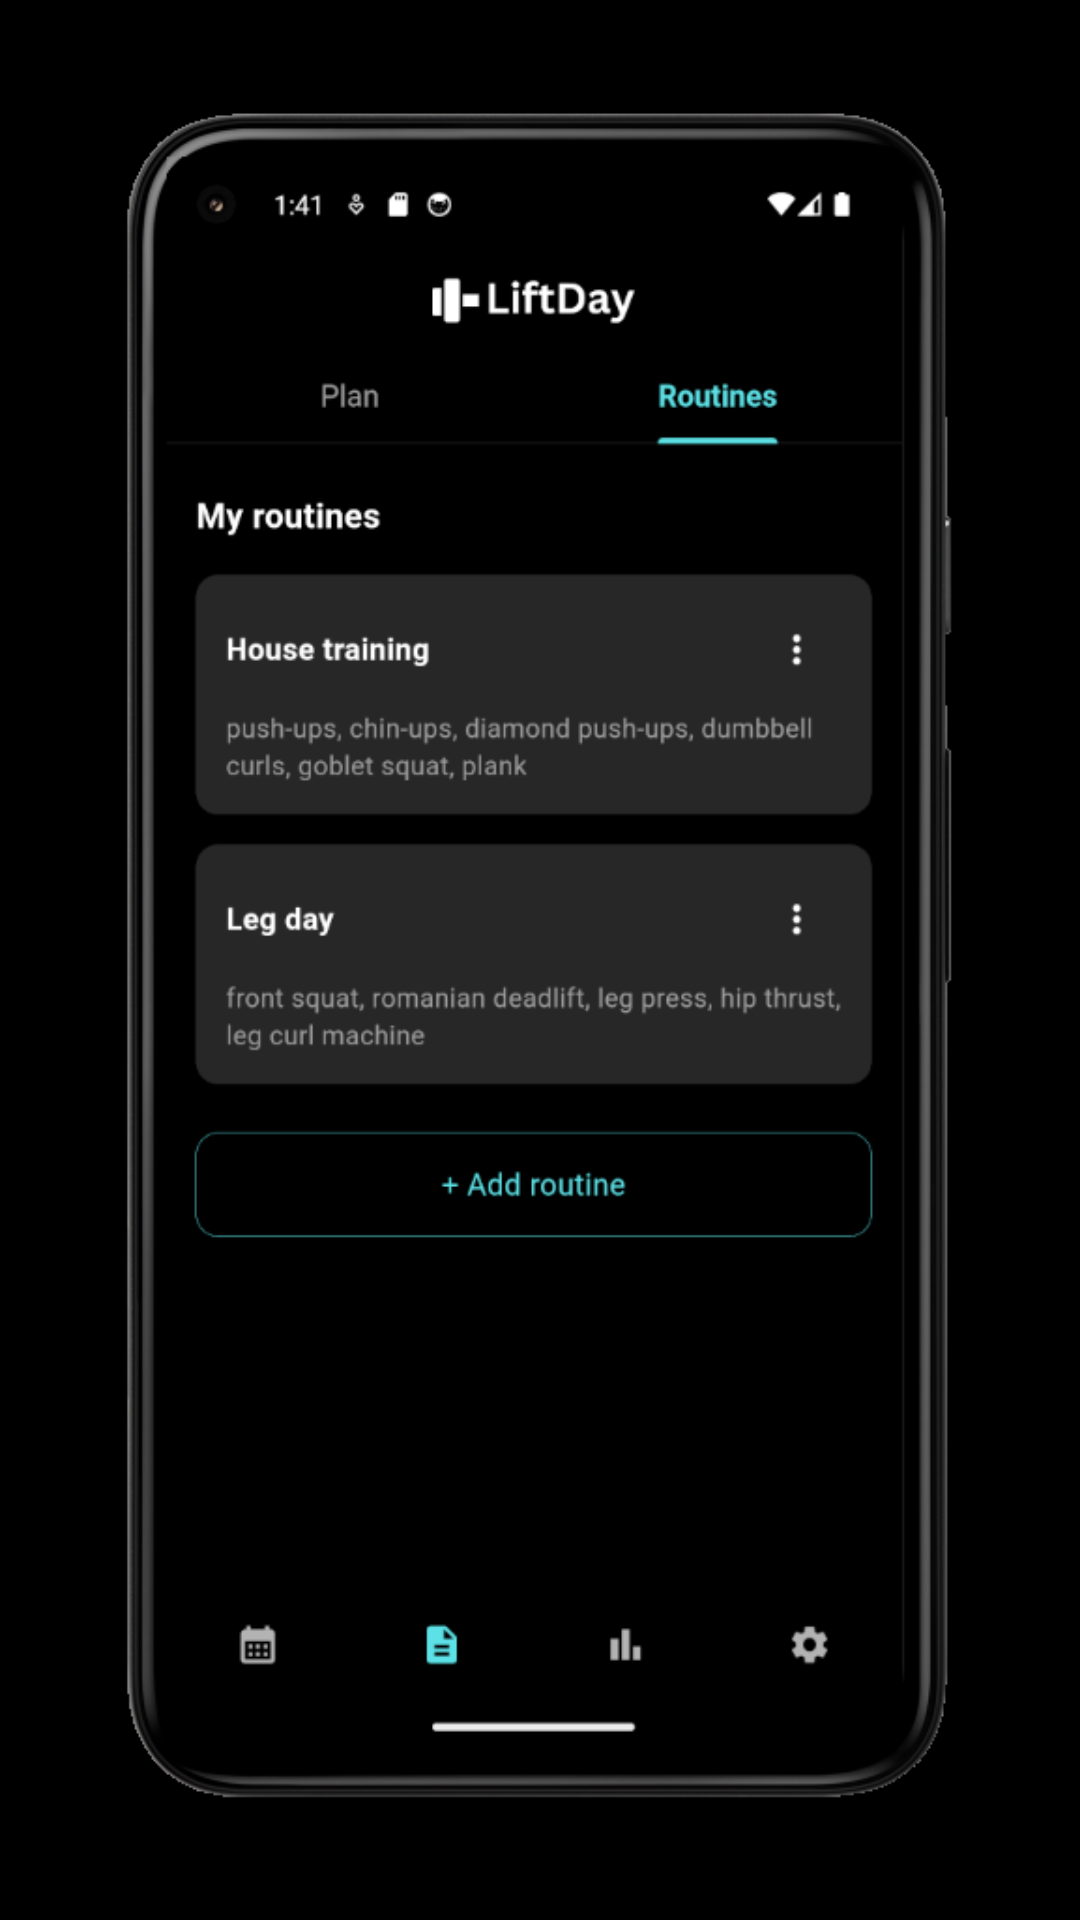 1:41
LiftDay
Plan
Routines
My routines
House training
push-ups, chin-ups, diamond push-ups, dumbbell
curls, goblet squat, plank
Leg day
front squat, romanian deadlift, leg press, hip thrust,
leg curl machine
+ Add routine